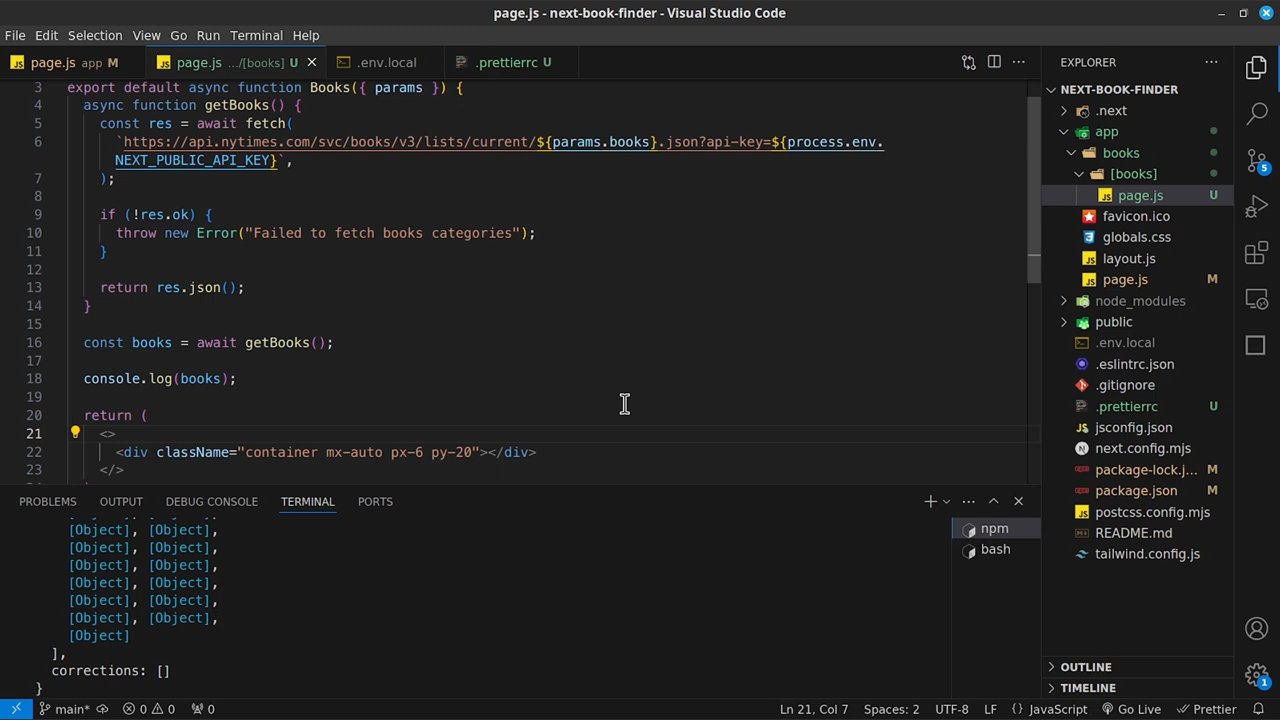 page.js - next-book-finder - Visual Studio Code
File Edit Selection View Go Run Terminal Help
page.js app M page.js .../[books] U .env.local .prettierrc U
3 export default async function Books({ params }) {
4 async function getBooks() {
5 const res = await fetch(
6 `https://api.nytimes.com/svc/books/v3/lists/current/${params.books}.json?api-key=${process.env.
NEXT_PUBLIC_API_KEY}`,
7 );
8
9 if (!res.ok) {
10 throw new Error("Failed to fetch books categories");
11 }
12
13 return res.json();
14 }
15
16 const books = await getBooks();
17
18 console.log(books);
19
20 return (
21 <>
22 <div className="container mx-auto px-6 py-20"></div>
23 </>
PROBLEMS OUTPUT DEBUG CONSOLE TERMINAL PORTS
[Object], [Object],
[Object], [Object],
[Object], [Object],
[Object], [Object],
[Object], [Object],
[Object], [Object],
[Object]
],
corrections: []
}
npm
bash
EXPLORER
NEXT-BOOK-FINDER
.next
app
books
[books]
page.js U
favicon.ico
globals.css
layout.js
page.js M
node_modules
public
.env.local
.eslintrc.json
.gitignore
.prettierrc U
jsconfig.json
next.config.mjs
package-lock.j... M
package.json M
postcss.config.mjs
README.md
tailwind.config.js
OUTLINE
TIMELINE
5
1
main* 0 0 0 Ln 21, Col 7 Spaces: 2 UTF-8 LF {} JavaScript Go Live Prettier